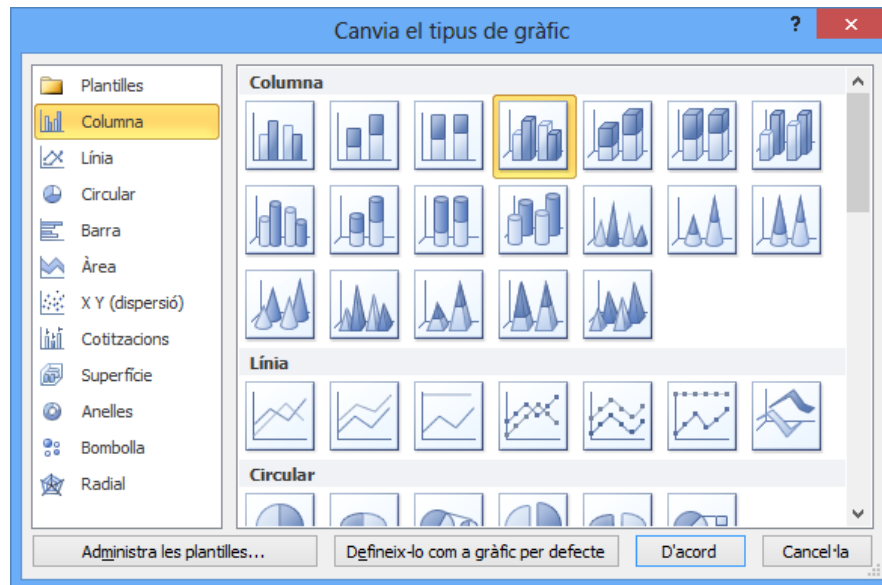 Canvia el tipus de gràfic
?
Plantilles
Columna
Línia
Circular
Barra
Àrea
X Y (dispersió)
Cotitzacions
Superfície
Anelles
Bombolla
Radial
Columna
Línia
Circular
Administra les plantilles...
Defineix-lo com a gràfic per defecte
D'acord
Cancel·la